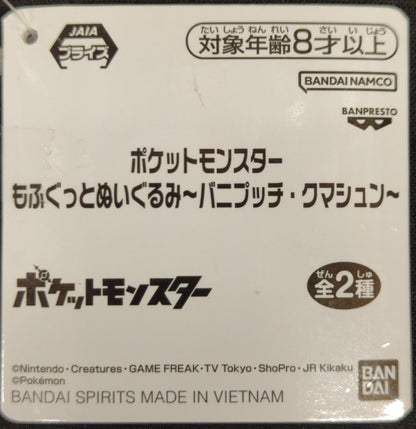 JAIA
プライズ
たいしょうねんれい さい いじょう
対象年齢8才以上
BANDAI NAMCO
BANPRESTO
ポケットモンスター
もふぐっとぬいぐるみ～バニプッチ・クマシュン～
ポケットモンスター
ぜん しゅ
全2種
©Nintendo・Creatures・GAME FREAK・TV Tokyo・ShoPro・JR Kikaku
©Pokémon
BANDAI SPIRITS MADE IN VIETNAM
BAN
DAI